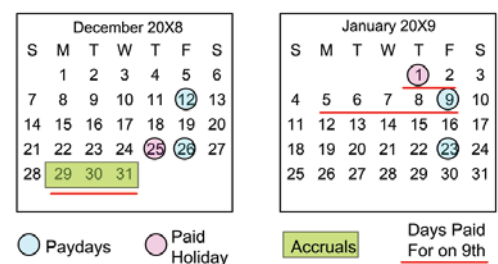 December 20X8
S M T W T F S
1 2 3 4 5 6
7 8 9 10 11 12 13
14 15 16 17 18 19 20
21 22 23 24 25 26 27
28 29 30 31
January 20X9
S M T W T F S
1 2 3
4 5 6 7 8 9 10
11 12 13 14 15 16 17
18 19 20 21 22 23 24
25 26 27 28 29 30 31
Paydays
Paid
Holiday
Accruals
Days Paid
For on 9th